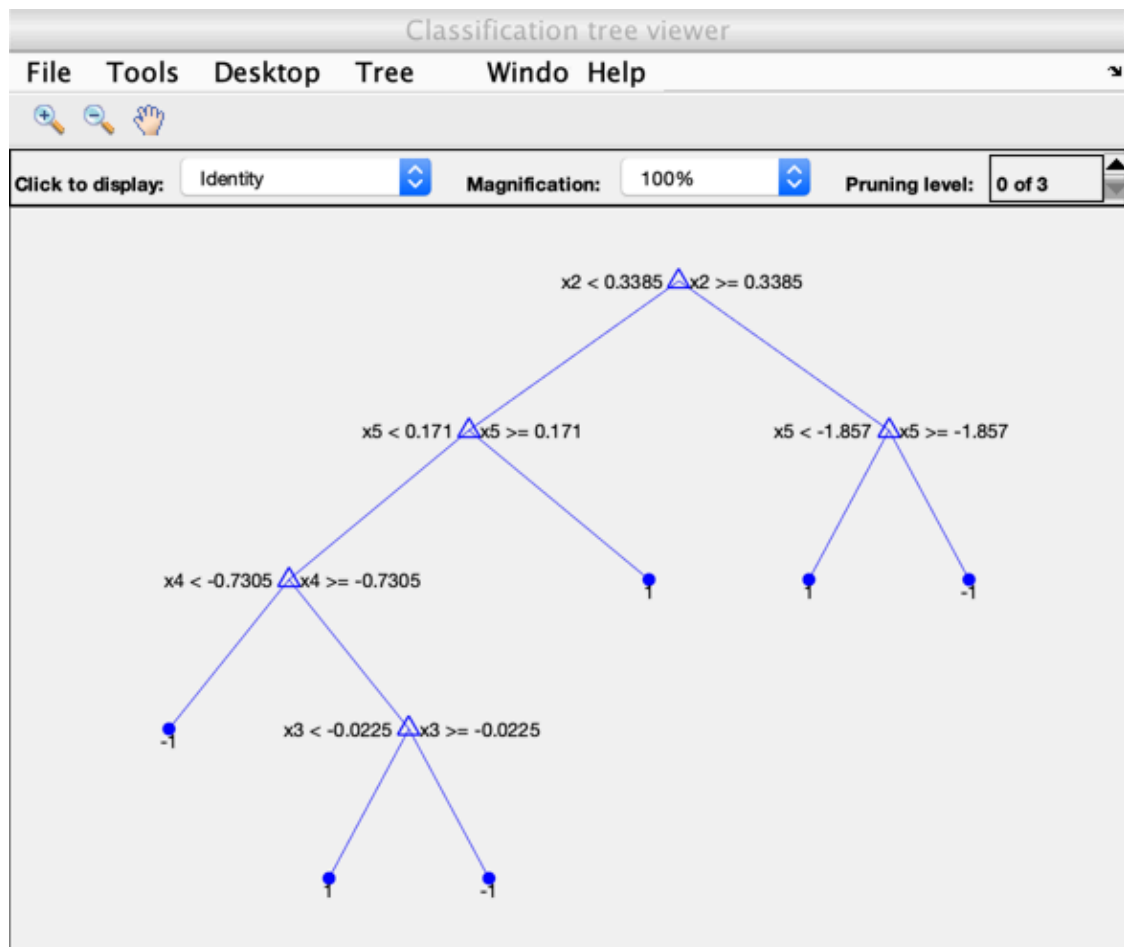 Classification tree viewer
File Tools Desktop Tree Windo Help
Click to display: Identity Magnification: 100% Pruning level: 0 of 3
x2 < 0.3385 x2 >= 0.3385
x5 < 0.171 x5 >= 0.171 x5 < -1.857 x5 >= -1.857
x4 < -0.7305 x4 >= -0.7305 1 1 -1
-1 x3 < -0.0225 x3 >= -0.0225
1 -1